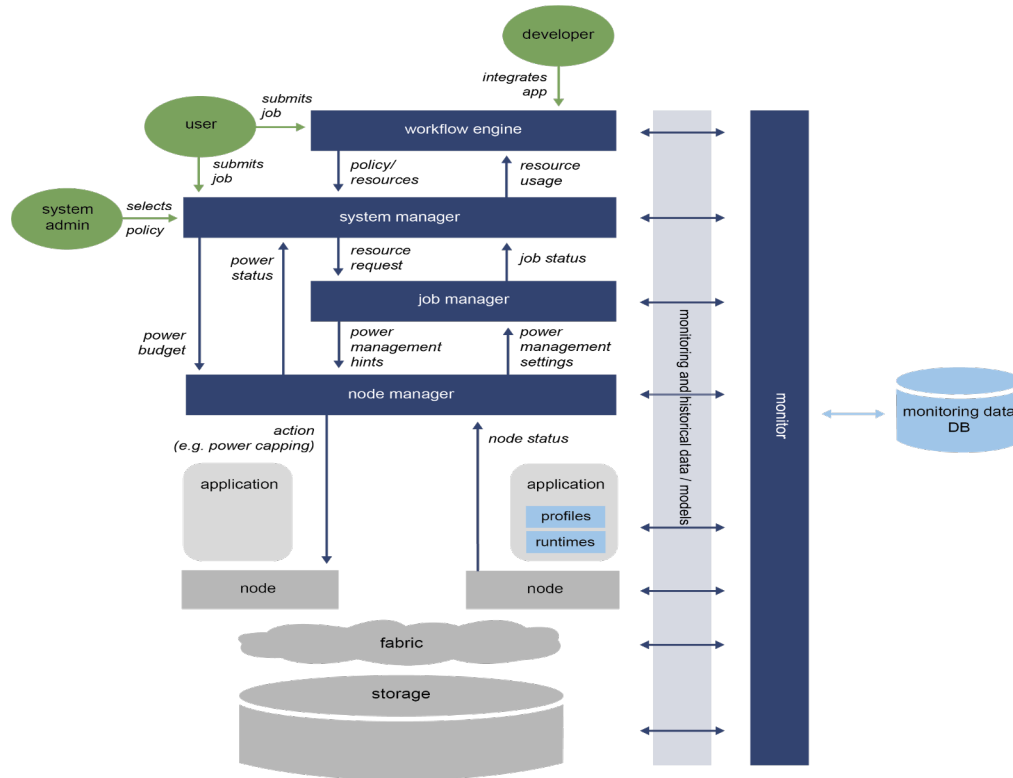 developer
integrates
app
submits
job
user
workflow engine
submits
job
policy/
resources
resource
usage
system
admin
selects
policy
system manager
power
status
resource
request
job status
job manager
power
budget
power
management
hints
power
management
settings
node manager
action
(e.g. power capping)
node status
application
application
profiles
runtimes
node
node
fabric
storage
monitoring and historical data / models
monitor
monitoring data
DB